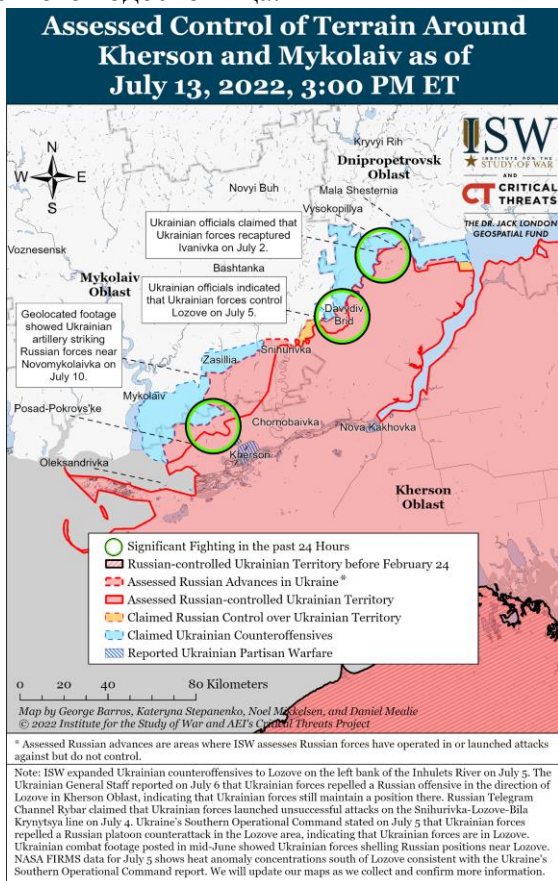 Assessed Control of Terrain Around
Kherson and Mykolaiv as of
July 13, 2022, 3:00 PM ET
N
W
E
S
ISW
INSTITUTE FOR THE
STUDY OF WAR
AND
CT CRITICAL
THREATS
THE DR. JACK LONDON
GEOSPATIAL FUND
Kryvyi Rih
Dnipropetrovsk
Oblast
Novyi Buh
Mala Shesternia
Vysokopillya
Ukrainian officials claimed that
Ukrainian forces recaptured
Ivanivka on July 2.
Voznesensk
Bashtanka
Mykolaiv
Oblast
Ukrainian officials indicated
that Ukrainian forces control
Lozove on July 5.
Davydiv
Brid
Geolocated footage
showed Ukrainian
artillery striking
Russian forces near
Novomykolaivka on
July 10.
Snihurivka
Zasillia
Mykolaiv
Posad-Pokrovs'ke
Chornobaivka
Nova Kakhovka
Kherson
Oleksandrivka
Kherson
Oblast
Significant Fighting in the past 24 Hours
Russian-controlled Ukrainian Territory before February 24
Assessed Russian Advances in Ukraine*
Assessed Russian-controlled Ukrainian Territory
Claimed Russian Control over Ukrainian Territory
Claimed Ukrainian Counteroffensives
Reported Ukrainian Partisan Warfare
0 20 40 80 Kilometers
Map by George Barros, Kateryna Stepanenko, Noel Mikkelsen, and Daniel Mealie
© 2022 Institute for the Study of War and AEI's Critical Threats Project
* Assessed Russian advances are areas where ISW assesses Russian forces have operated in or launched attacks
against but do not control.
Note: ISW expanded Ukrainian counteroffensives to Lozove on the left bank of the Inhulets River on July 5. The
Ukrainian General Staff reported on July 6 that Ukrainian forces repelled a Russian offensive in the direction of
Lozove in Kherson Oblast, indicating that Ukrainian forces still maintain a position there. Russian Telegram
Channel Rybar claimed that Ukrainian forces launched unsuccessful attacks on the Snihurivka-Lozove-Bila
Krynytsya line on July 4. Ukraine's Southern Operational Command stated on July 5 that Ukrainian forces
repelled a Russian platoon counterattack in the Lozove area, indicating that Ukrainian forces are in Lozove.
Ukrainian combat footage posted in mid-June showed Ukrainian forces shelling Russian positions near Lozove.
NASA FIRMS data for July 5 shows heat anomaly concentrations south of Lozove consistent with the Ukraine's
Southern Operational Command report. We will update our maps as we collect and confirm more information.